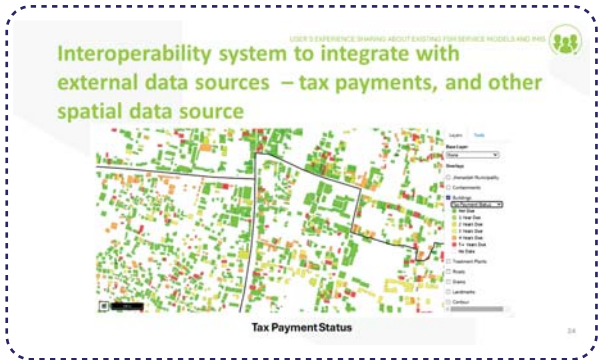 USER'S EXPERIENCE SHARING ABOUT EXISTING FSM SERVICE MODELS AND IMIS
Interoperability system to integrate with
external data sources – tax payments, and other
spatial data source
Layers Tools
Base Layer
None
Overlays
Jhenaidah Municipality
Containments
Buildings
Tax Payment Status
Not Due
1 Year Due
2 Years Due
3 Years Due
4 Years Due
5+ Years Due
No Data
Treatment Plants
Roads
Drains
Landmarks
Contour
Tax Payment Status
24